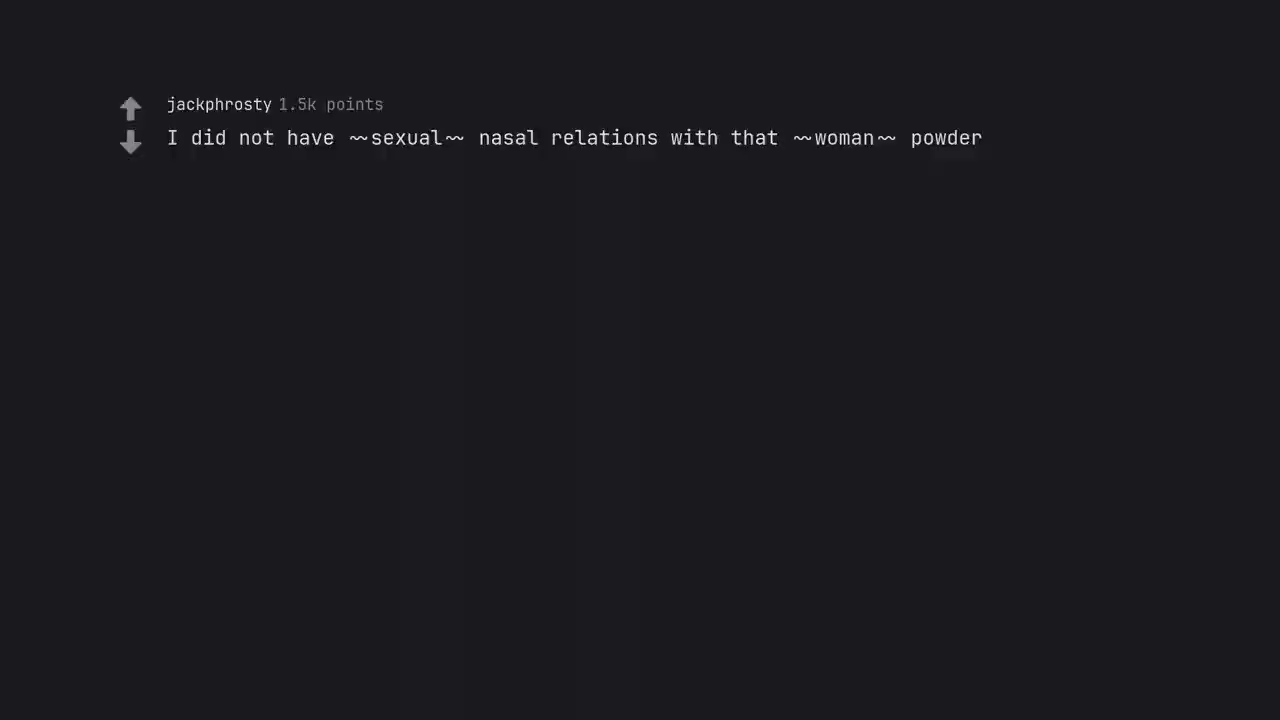 jackphrosty 1.5k points
I did not have ~~sexual~~ nasal relations with that ~~woman~~ powder